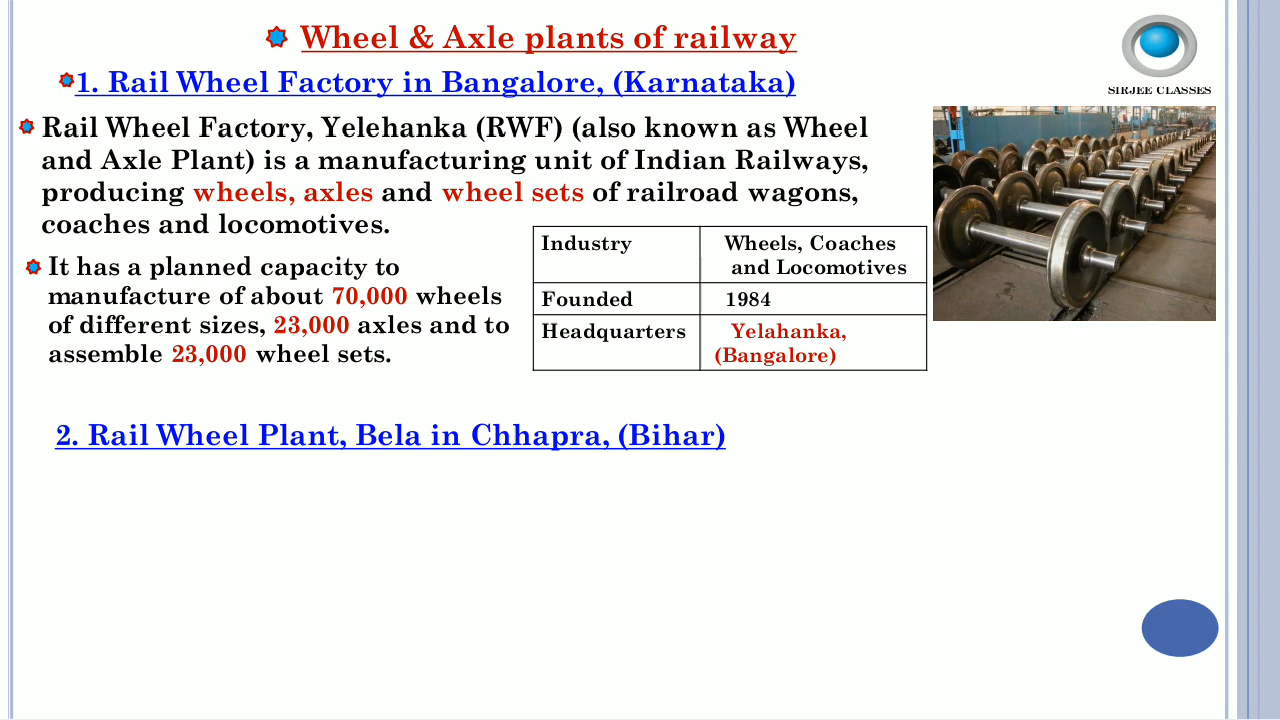 Wheel & Axle plants of railway
SIRJEE CLASSES
1. Rail Wheel Factory in Bangalore, (Karnataka)
Rail Wheel Factory, Yelehanka (RWF) (also known as Wheel
and Axle Plant) is a manufacturing unit of Indian Railways,
producing wheels, axles and wheel sets of railroad wagons,
coaches and locomotives.
It has a planned capacity to
manufacture of about 70,000 wheels
of different sizes, 23,000 axles and to
assemble 23,000 wheel sets.
Industry Wheels, Coaches
and Locomotives
Founded 1984
Headquarters Yelahanka,
(Bangalore)
2. Rail Wheel Plant, Bela in Chhapra, (Bihar)